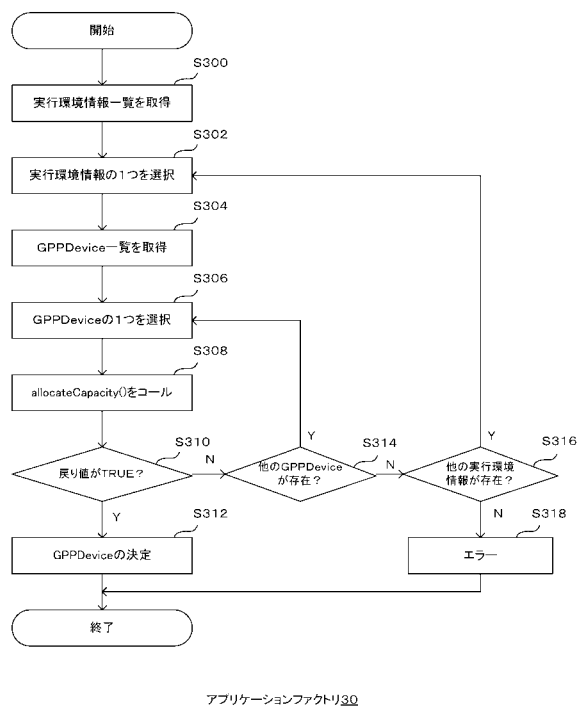 開始
S300
実行環境情報一覧を取得
S302
実行環境情報の1つを選択
S304
GPPDevice一覧を取得
S306
GPPDeviceの1つを選択
S308
allocateCapacity()をコール
S310
戻り値がTRUE?
N
Y
S314
他のGPPDevice
が存在?
Y
N
S316
他の実行環境
情報が存在?
Y
N
S312
GPPDeviceの決定
S318
エラー
終了
アプリケーションファクトリ30